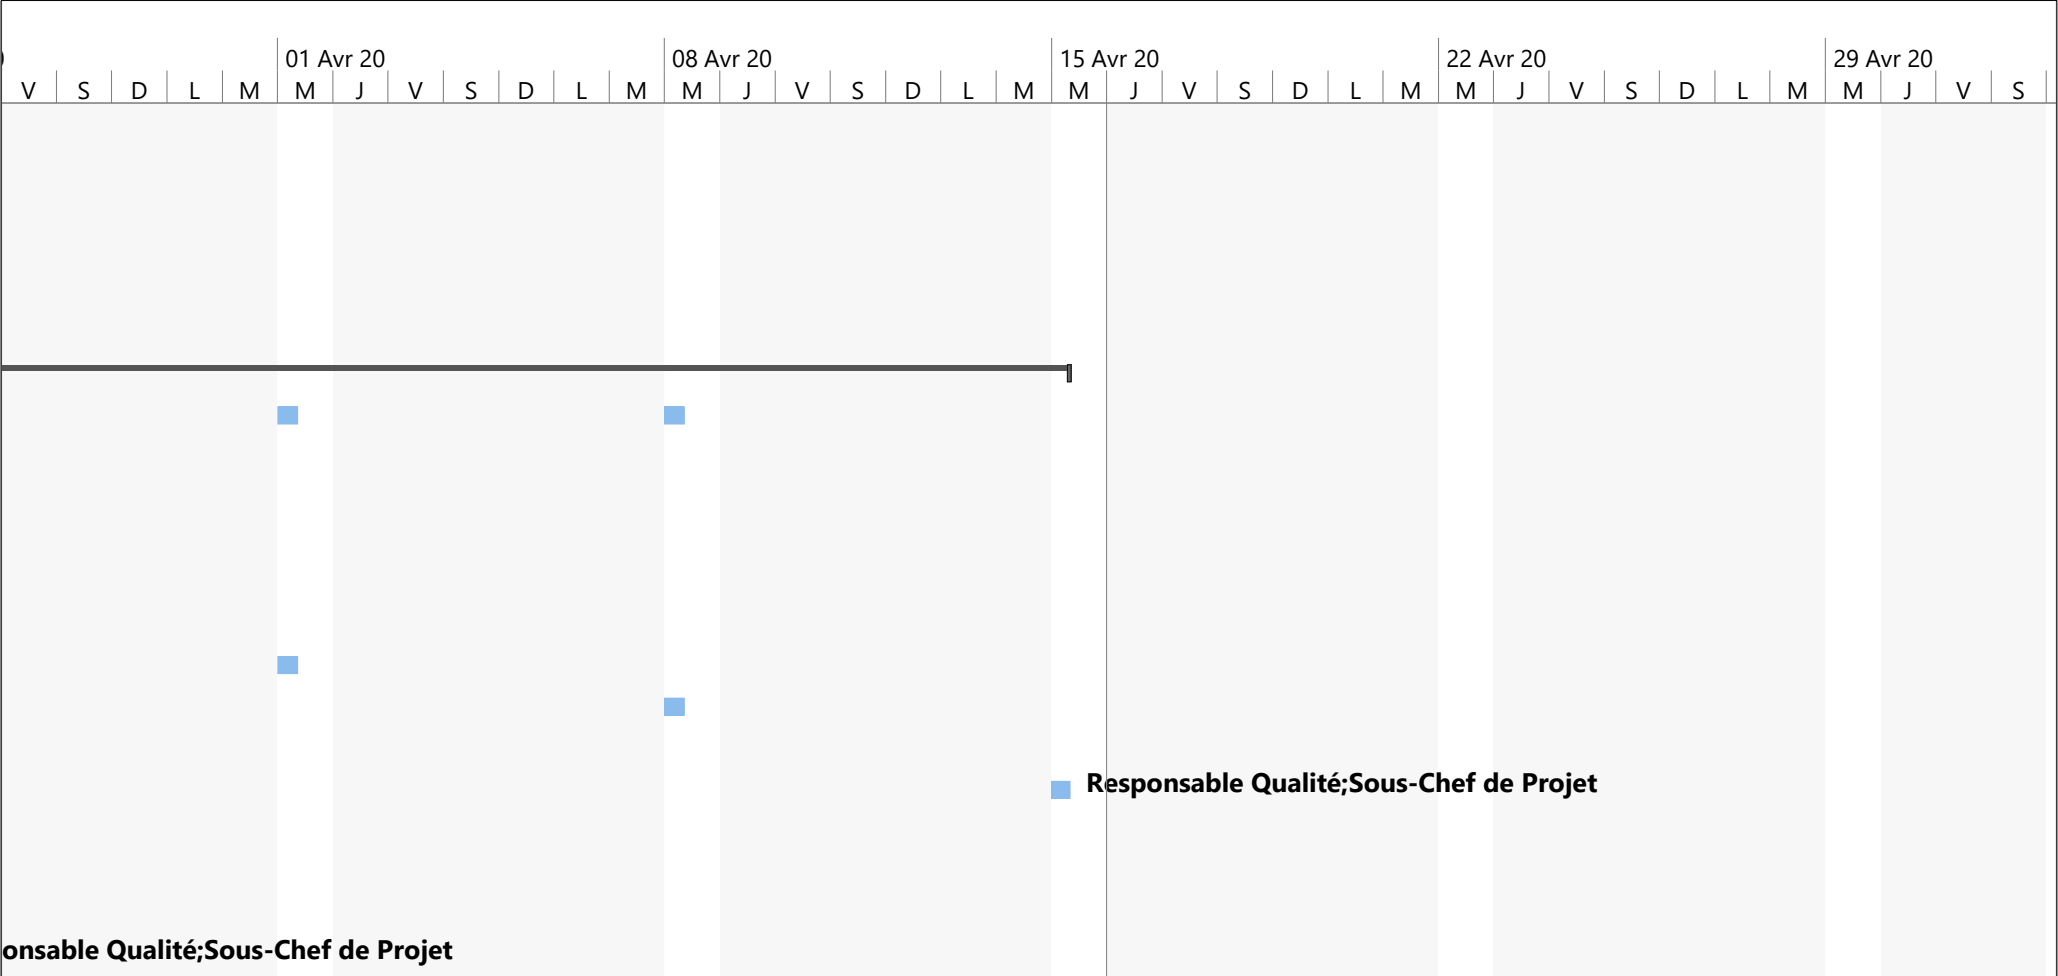 01 Avr 20 08 Avr 20 15 Avr 20 22 Avr 20 29 Avr 20
V S D L M M J V S D L M M J V S D L M M J V S D L M M J V S D L M M J V S
Responsable Qualité;Sous-Chef de Projet
onsable Qualité;Sous-Chef de Projet